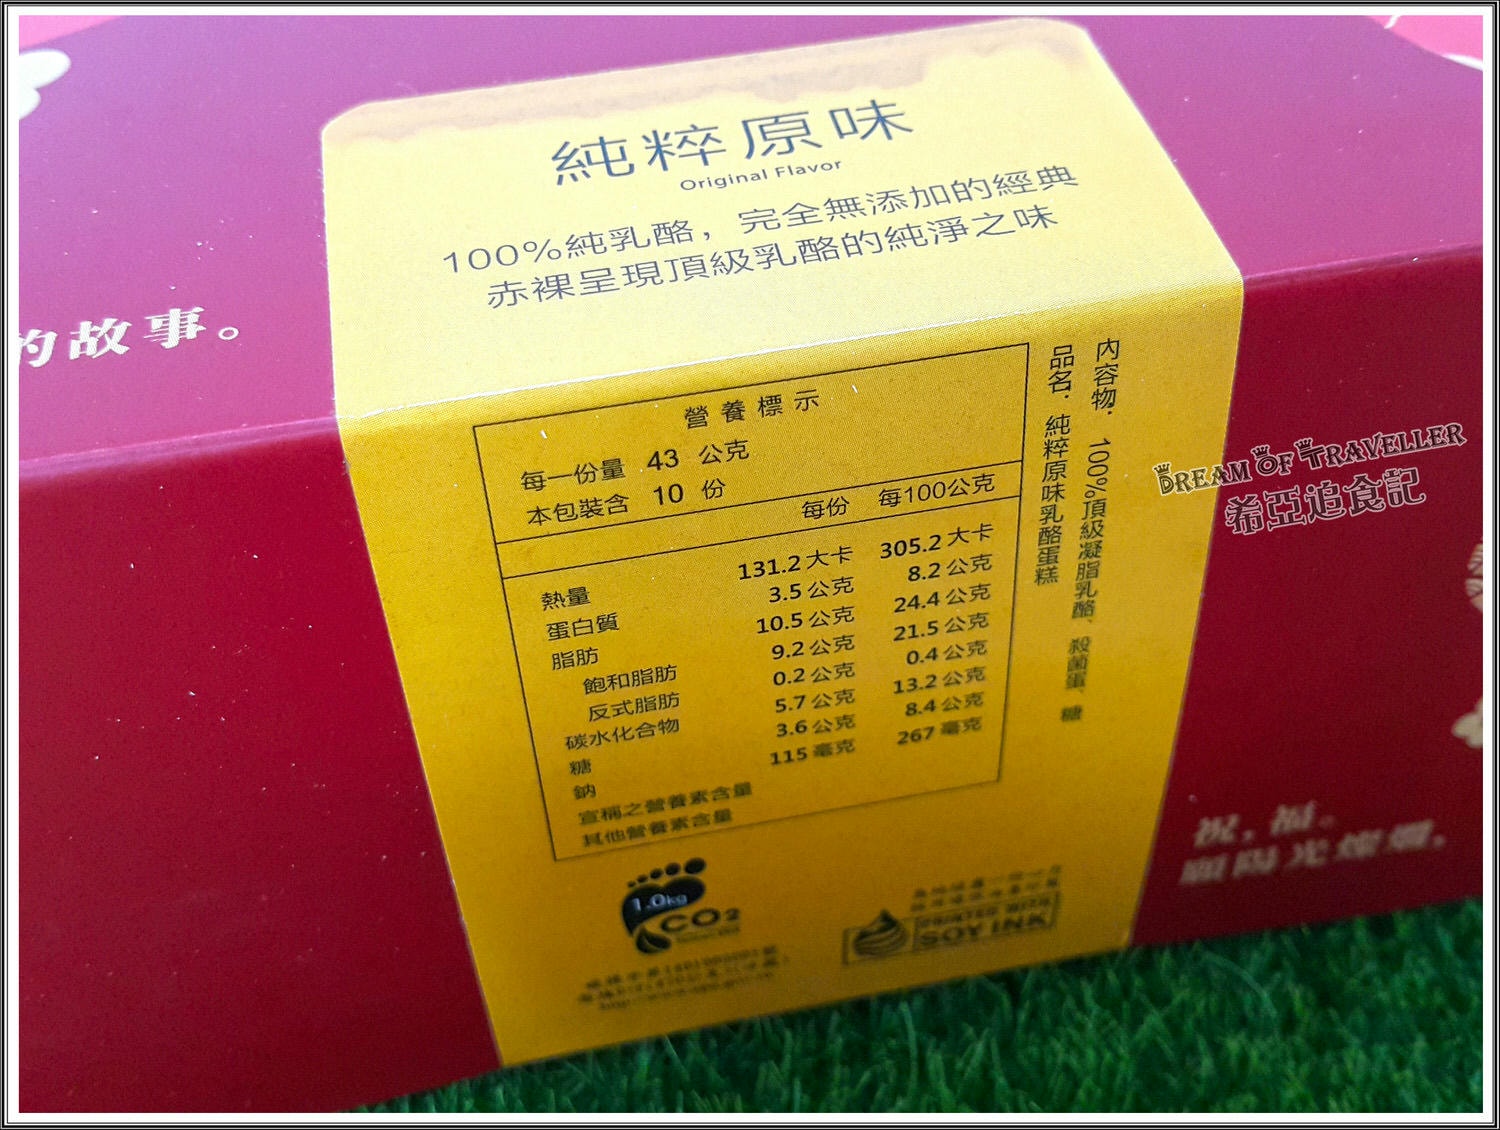 純粹原味
Original Flavor
100%純乳酪，完全無添加的經典
赤裸呈現頂級乳酪的純淨之味
的故事。
營養標示
每一份量 43 公克
本包裝含 10 份
每份 每100公克
熱量 131.2大卡 305.2大卡
蛋白質 3.5公克 8.2公克
脂肪 10.5公克 24.4公克
飽和脂肪 9.2公克 21.5公克
反式脂肪 0.2公克 0.4公克
碳水化合物 5.7公克 13.2公克
糖 3.6公克 8.4公克
鈉 115毫克 267毫克
宣稱之營養素含量
其他營養素含量
內容物：100%頂級凝脂乳酪、殺菌蛋、糖
品名：純粹原味乳酪蛋糕
DREAM OF TRAVELLER
希亞追食記
祝。福。
願陽光燦爛。
1.0kg
CO2
PRINTED WITH
SOY INK